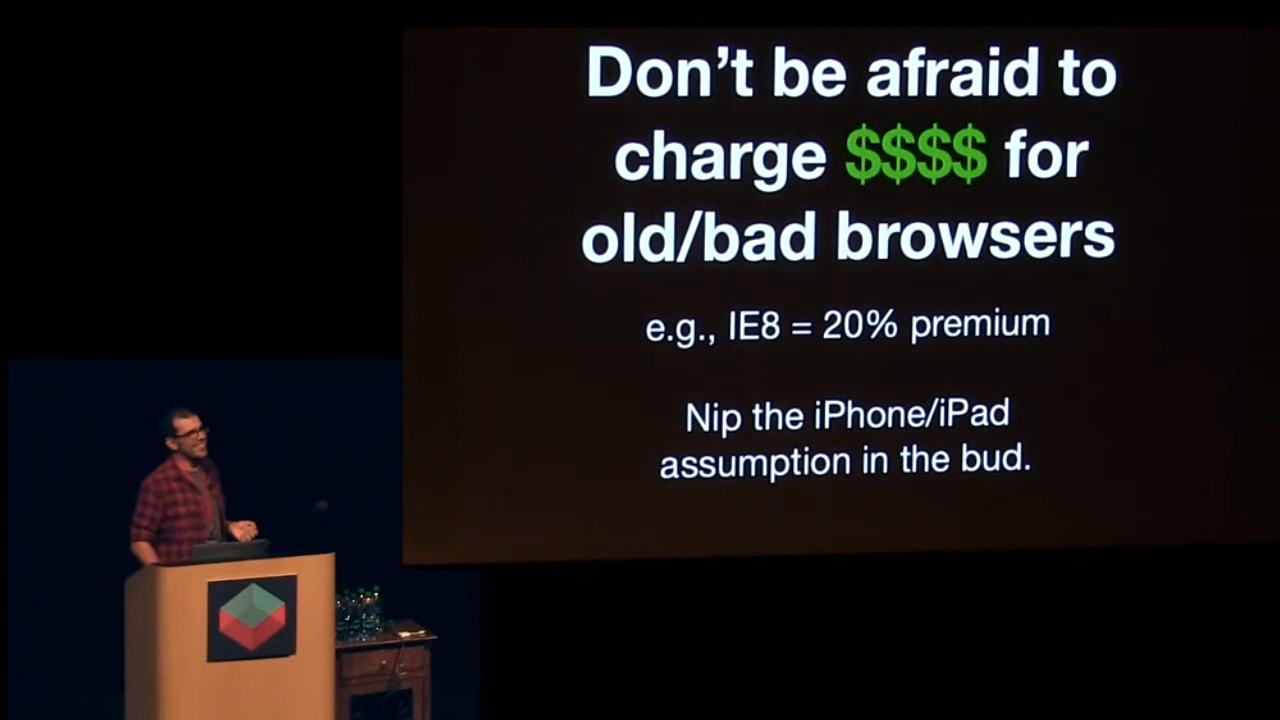 Don’t be afraid to
charge $$$$ for
old/bad browsers
e.g., IE8 = 20% premium
Nip the iPhone/iPad
assumption in the bud.